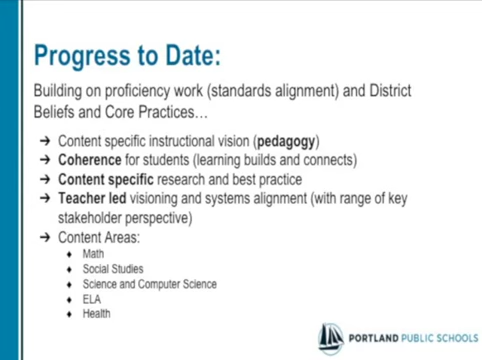 Progress to Date:
Building on proficiency work (standards alignment) and District
Beliefs and Core Practices…
➔ Content specific instructional vision (pedagogy)
➔ Coherence for students (learning builds and connects)
➔ Content specific research and best practice
➔ Teacher led visioning and systems alignment (with range of key
stakeholder perspective)
➔ Content Areas:
♦ Math
♦ Social Studies
♦ Science and Computer Science
♦ ELA
♦ Health
PORTLAND PUBLIC SCHOOLS